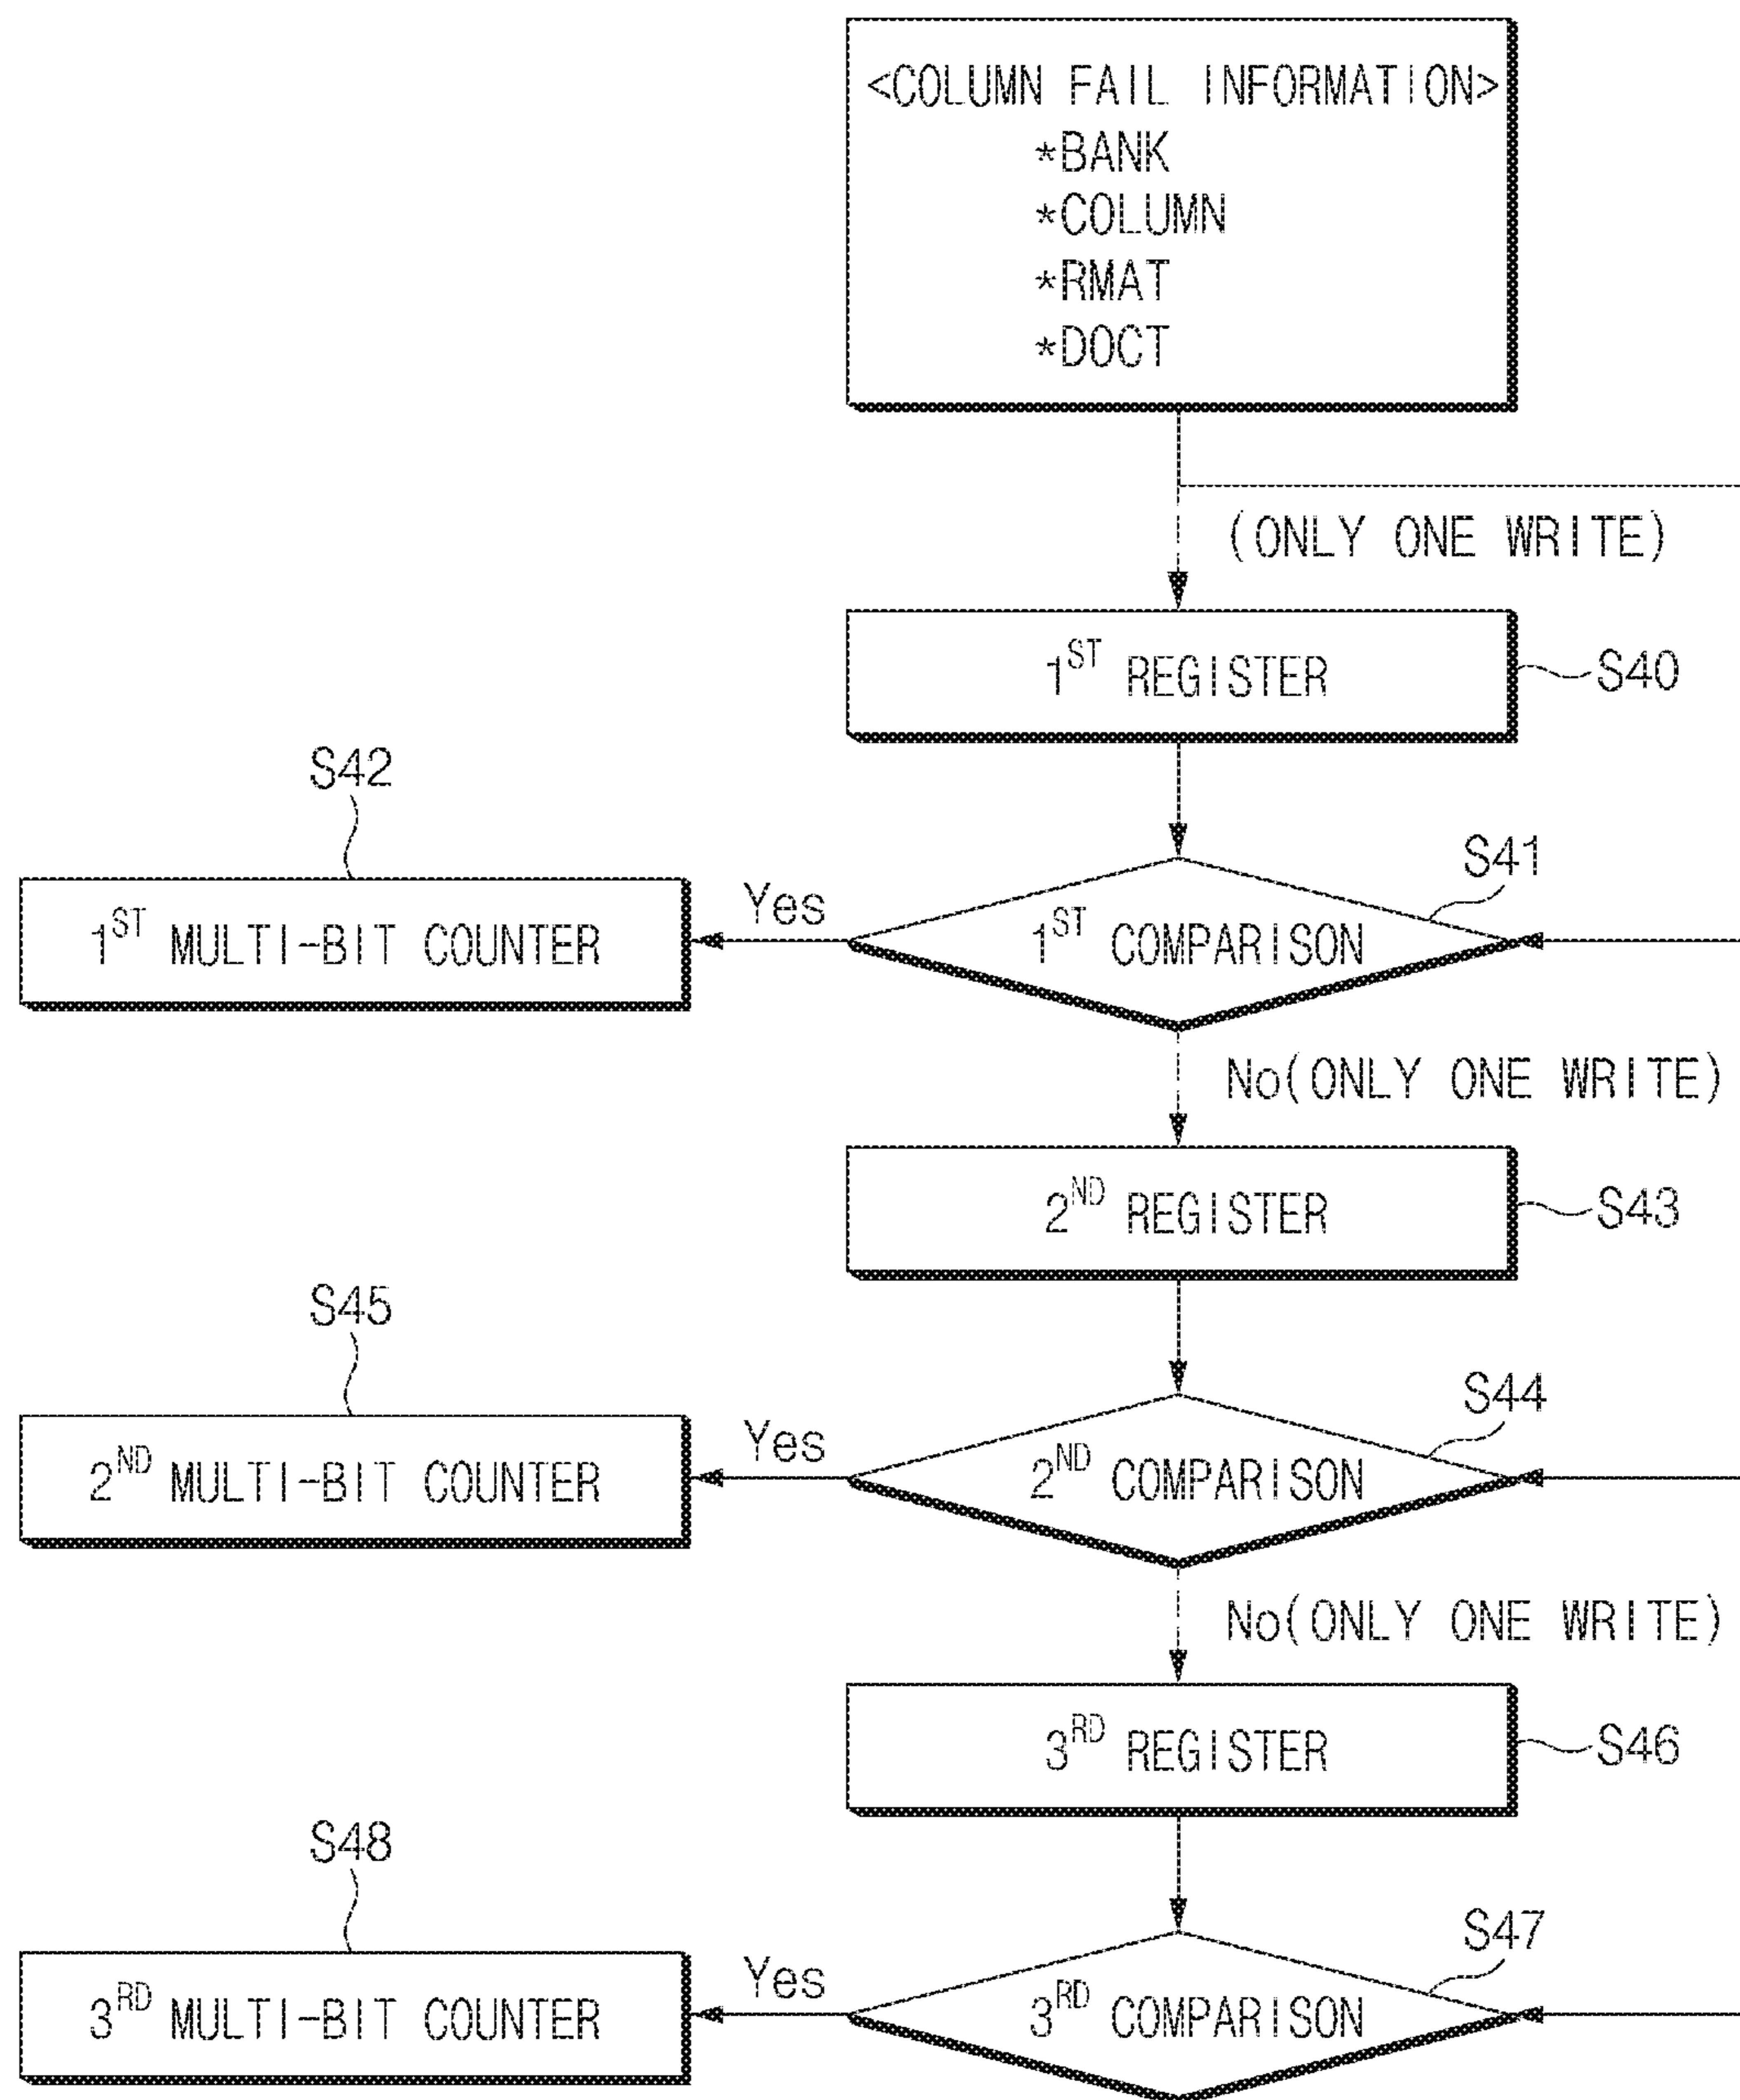 <COLUMN FAIL INFORMATION>
*BANK
*COLUMN
*RMAT
*DOCT
(ONLY ONE WRITE)
1ST REGISTER
S40
S42
S41
1ST MULTI-BIT COUNTER
Yes
1ST COMPARISON
No(ONLY ONE WRITE)
2ND REGISTER
S43
S45
S44
2ND MULTI-BIT COUNTER
Yes
2ND COMPARISON
No(ONLY ONE WRITE)
3RD REGISTER
S46
S48
S47
3RD MULTI-BIT COUNTER
Yes
3RD COMPARISON